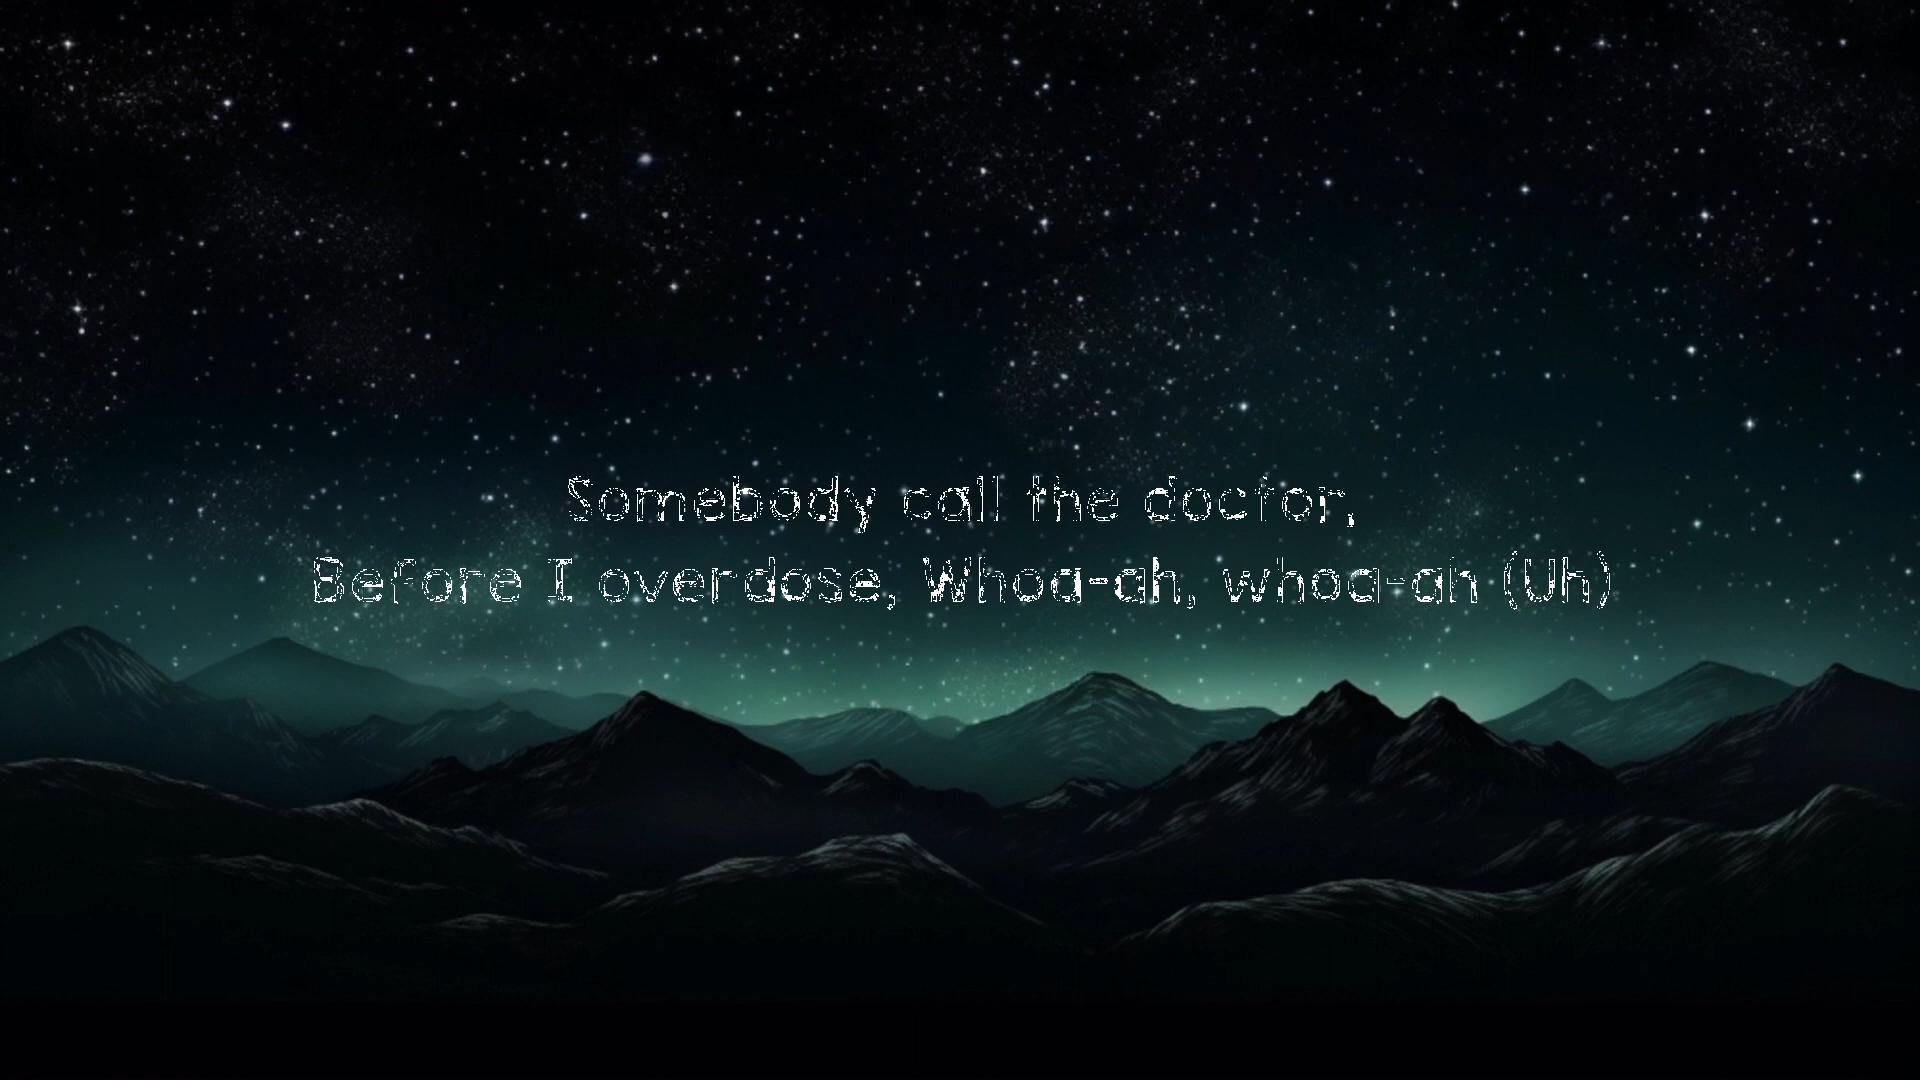 Somebody call the doctor,
Before I overdose, Whoa-ah, whoa-ah (Uh)